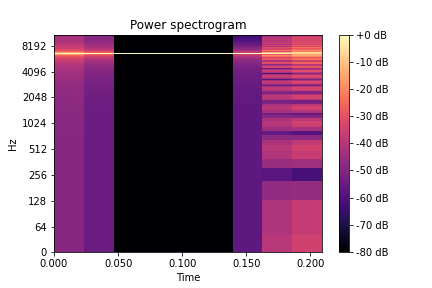 Power spectrogram
8192
4096
2048
1024
512
256
128
64
0
Hz
0.000 0.050 0.100 0.150 0.200
Time
+0 dB
-10 dB
-20 dB
-30 dB
-40 dB
-50 dB
-60 dB
-70 dB
-80 dB